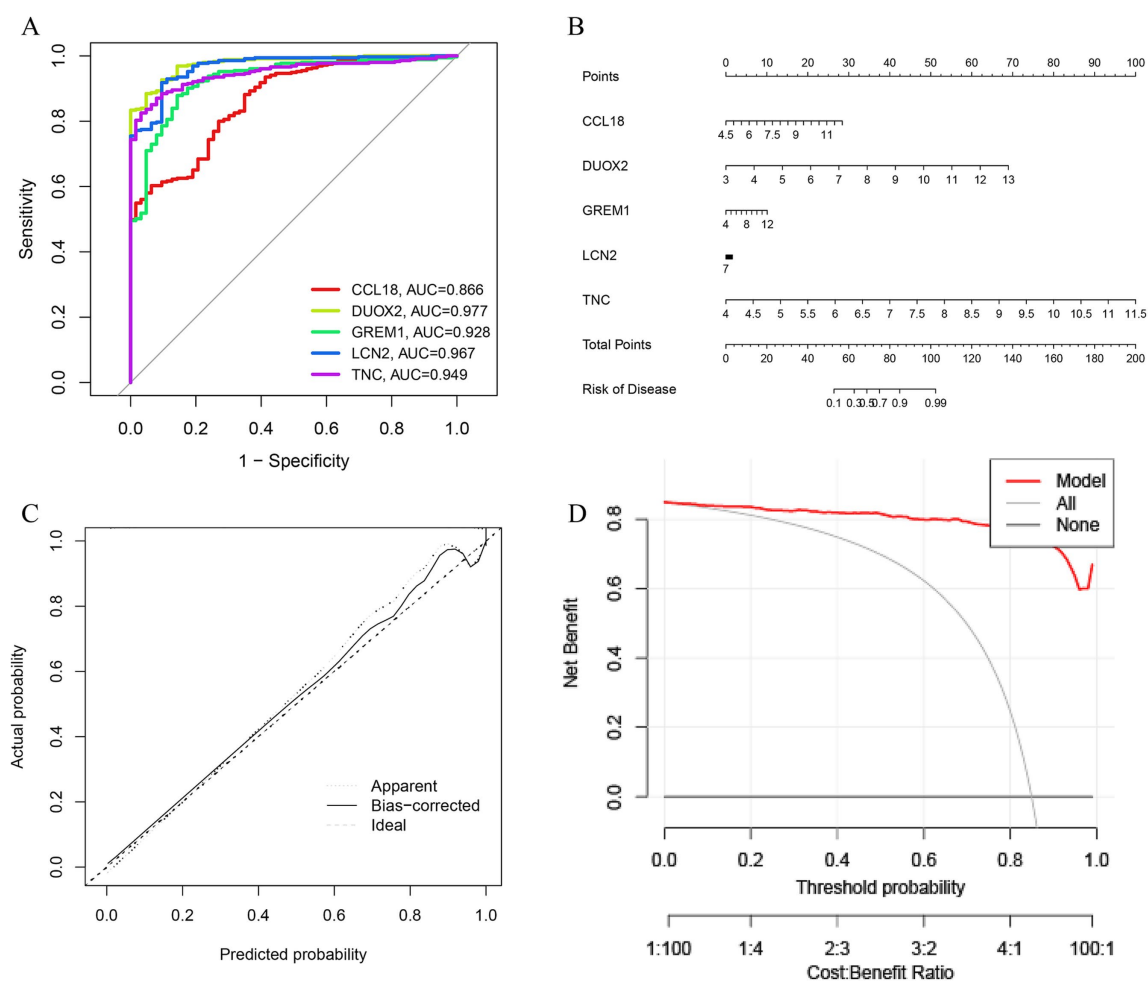 A
1.0
0.8
0.6
0.4
0.2
0.0
Sensitivity
CCL18, AUC=0.866
DUOX2, AUC=0.977
GREM1, AUC=0.928
LCN2, AUC=0.967
TNC, AUC=0.949
0.0 0.2 0.4 0.6 0.8 1.0
1 − Specificity
B
Points
0 10 20 30 40 50 60 70 80 90 100
CCL18
4.5 6 7.5 9 11
DUOX2
3 4 5 6 7 8 9 10 11 12 13
GREM1
4 8 12
LCN2
7
TNC
4 4.5 5 5.5 6 6.5 7 7.5 8 8.5 9 9.5 10 10.5 11 11.5
Total Points
0 20 40 60 80 100 120 140 160 180 200
Risk of Disease
0.1 0.3 0.5 0.7 0.9 0.99
C
1.0
0.8
0.6
0.4
0.2
0.0
Actual probability
Apparent
Bias−corrected
Ideal
0.0 0.2 0.4 0.6 0.8 1.0
Predicted probability
D
Model
All
None
0.8
0.6
0.4
0.2
0.0
Net Benefit
0.0 0.2 0.4 0.6 0.8 1.0
Threshold probability
1:100 1:4 2:3 3:2 4:1 100:1
Cost:Benefit Ratio